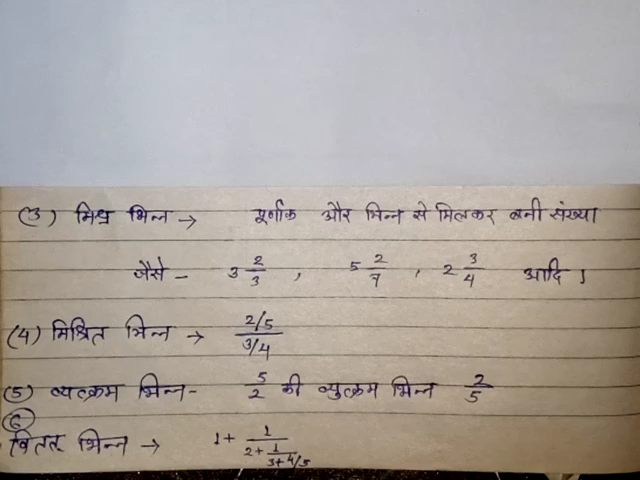 (3) मिश्र भिन्न → पूर्णांक और भिन्न से मिलकर बनी संख्या
जैसे - 3 2/3 , 5 2/7 , 2 3/4 आदि ।
(4) मिश्रित भिन्न → 2/5 / 3/4
(5) व्यत्क्रम भिन्न - 5/2 की व्युत्क्रम भिन्न 2/5
(6)
वितत् भिन्न → 1 + 1/(2 + 1/(3+4/5))